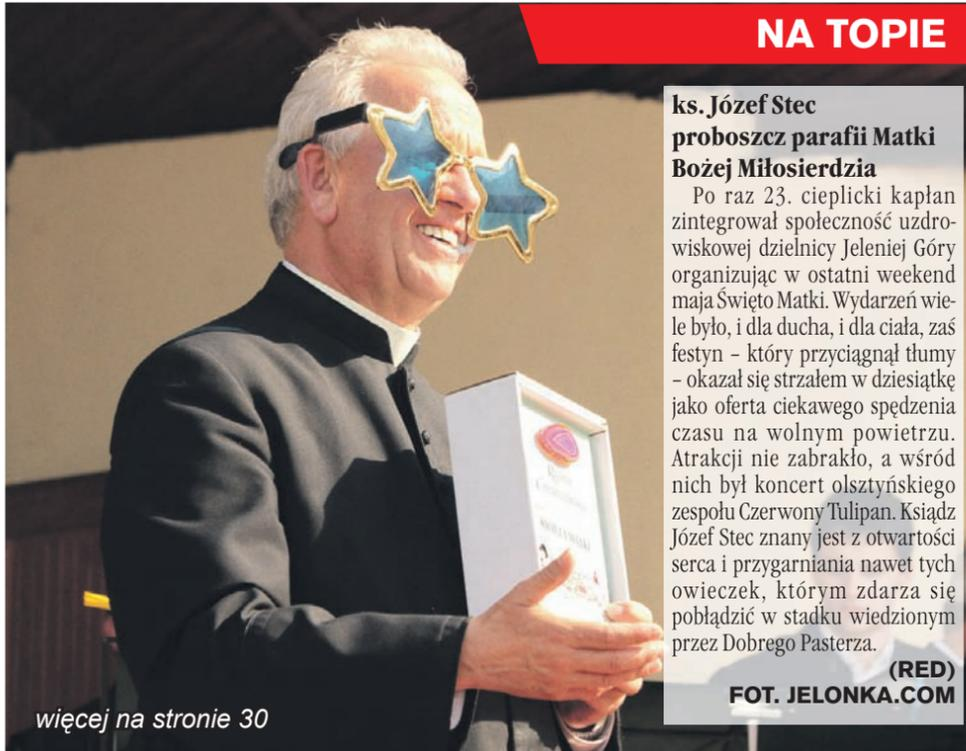 NA TOPIE
ks. Józef Stec
proboszcz parafii Matki
Bożej Miłosierdzia
Po raz 23. cieplicki kapłan
zintegrował społeczność uzdro-
wiskowej dzielnicy Jeleniej Góry
organizując w ostatni weekend
maja Święto Matki. Wydarzeń wie-
le było, i dla ducha, i dla ciała, zaś
festyn – który przyciągnął tłumy
– okazał się strzałem w dziesiątkę
jako oferta ciekawego spędzenia
czasu na wolnym powietrzu.
Atrakcji nie zabrakło, a wśród
nich był koncert olsztyńskiego
zespołu Czerwony Tulipan. Ksiądz
Józef Stec znany jest z otwartości
serca i przygarniania nawet tych
owieczek, którym zdarza się
pobłądzić w stadku wiedzionym
przez Dobrego Pasterza.
(RED)
FOT. JELONKA.COM
więcej na stronie 30